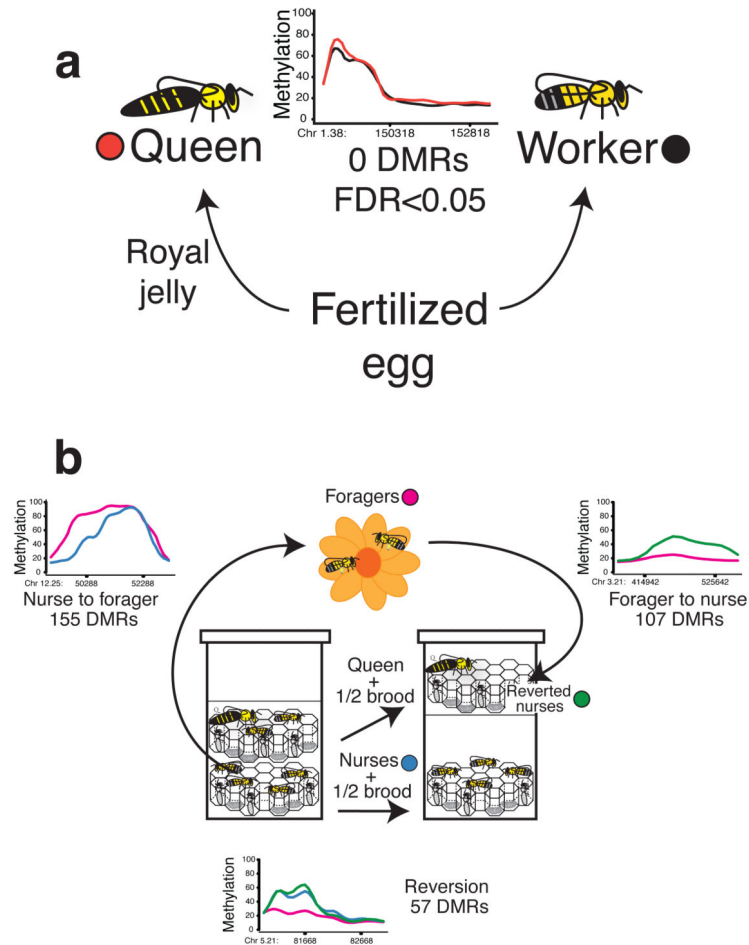 a
Methylation
100
80
60
40
20
0
Chr 1.38:
150318
152818
Queen
Worker
0 DMRs
FDR<0.05
Royal
jelly
Fertilized
egg
b
Methylation
100
80
60
40
20
0
Chr 12.25:
50288
52288
Nurse to forager
155 DMRs
Foragers
Methylation
100
80
60
40
20
0
Chr 3.21:
414942
525642
Forager to nurse
107 DMRs
Queen
+
1/2 brood
Nurses
+
1/2 brood
Reverted
nurses
Methylation
100
80
60
40
20
0
Chr 5.21:
81668
82668
Reversion
57 DMRs